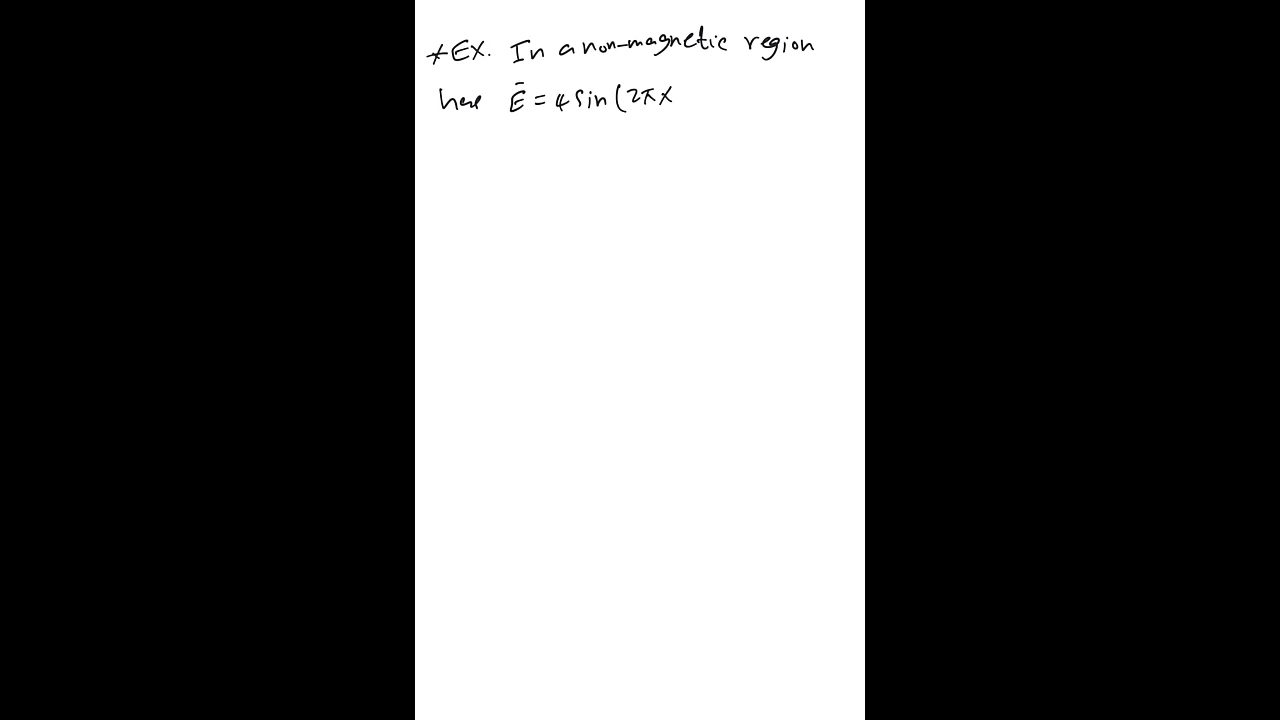 *EX. In a non-magnetic region
here Ē = 4 sin(2πx